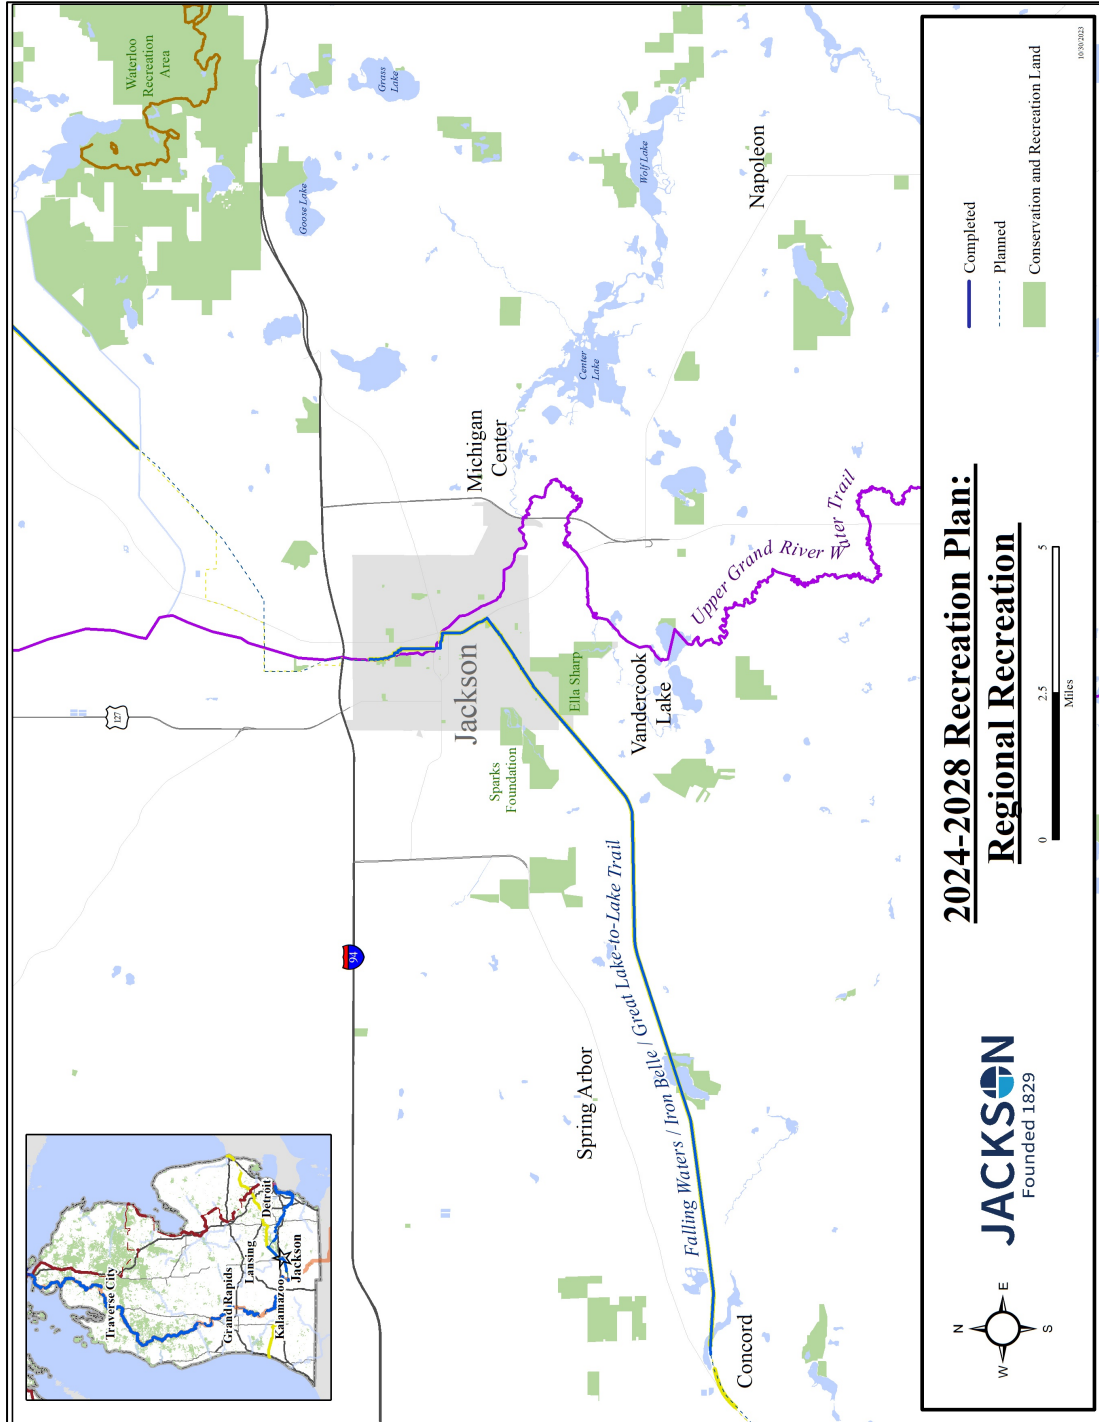 Traverse City
Grand Rapids
Lansing
Detroit
Kalamazoo
Jackson
127
94
Waterloo
Recreation
Area
Grass
Lake
Goose Lake
Michigan
Center
Center
Lake
Wolf Lake
Napoleon
Jackson
Sparks
Foundation
Ella Sharp
Vandercook
Lake
Upper Grand River Water Trail
Spring Arbor
Falling Waters / Iron Belle / Great Lake-to-Lake Trail
Concord
N
W
E
S
JACKSON
Founded 1829
2024-2028 Recreation Plan:
Regional Recreation
0
2.5
5
Miles
Completed
Planned
Conservation and Recreation Land
10/30/2023